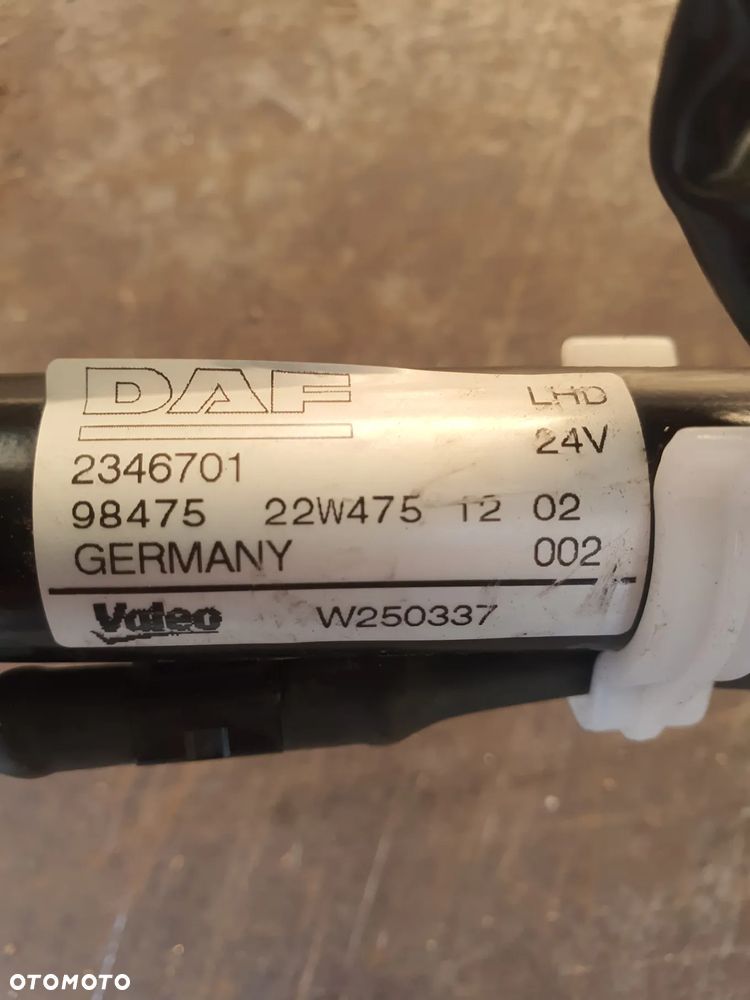 DAF LHD
24V
2346701
98475 22W475 12 02
GERMANY 002
Valeo W250337
OTOMOTO